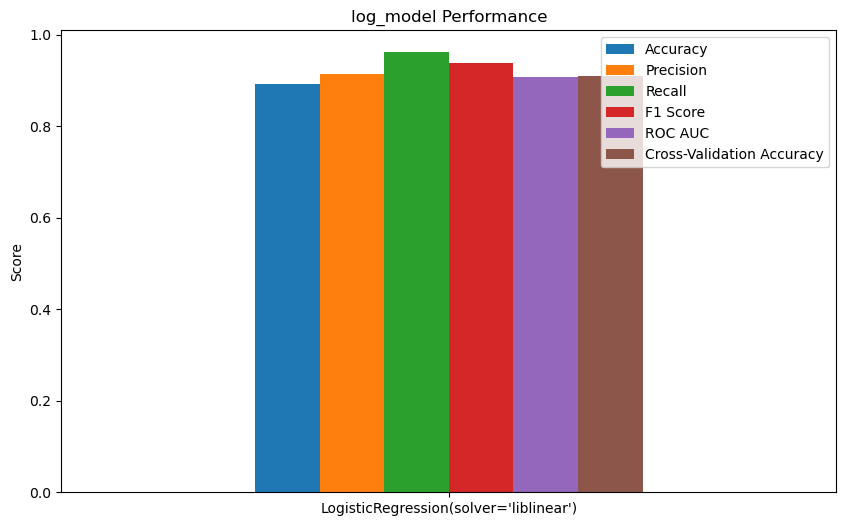 log_model Performance
1.0
0.8
0.6
0.4
0.2
0.0
Score
Accuracy
Precision
Recall
F1 Score
ROC AUC
Cross-Validation Accuracy
LogisticRegression(solver='liblinear')